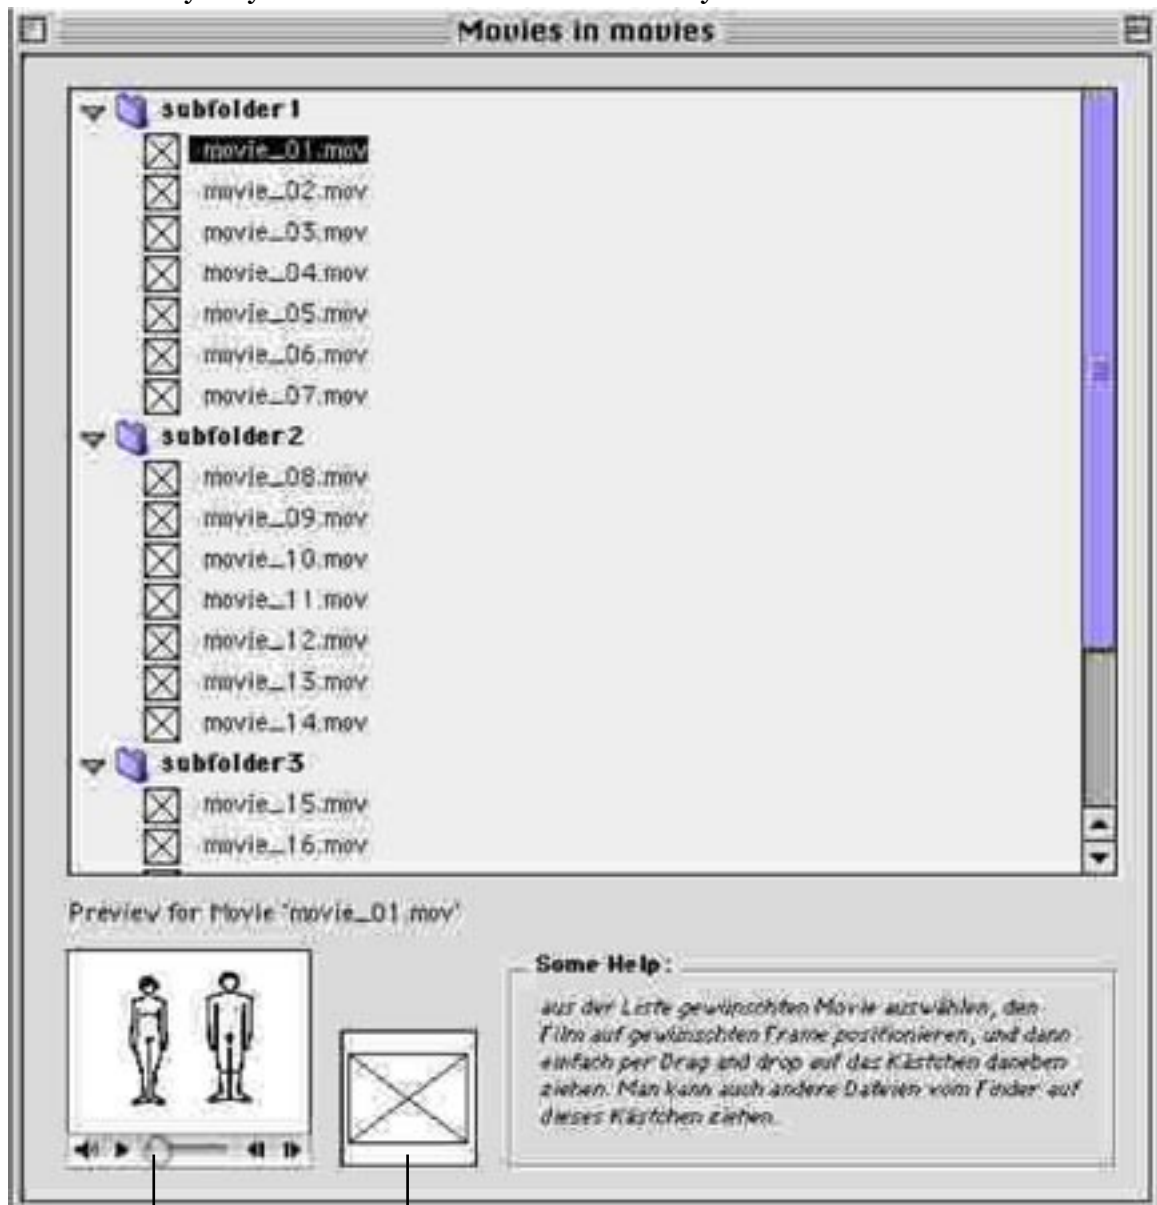 Movies in movies
subfolder1
movie_01.mov
movie_02.mov
movie_03.mov
movie_04.mov
movie_05.mov
movie_06.mov
movie_07.mov
subfolder2
movie_08.mov
movie_09.mov
movie_10.mov
movie_11.mov
movie_12.mov
movie_13.mov
movie_14.mov
subfolder3
movie_15.mov
movie_16.mov
Preview for Movie 'movie_01.mov'
Some Help:
aus der Liste gewünschten Movie auswählen, den
Film auf gewünschten Frame positionieren, und dann
einfach per Drag and drop auf das Kästchen daneben
ziehen. Man kann auch andere Dateien vom Finder auf
dieses Kästchen ziehen.